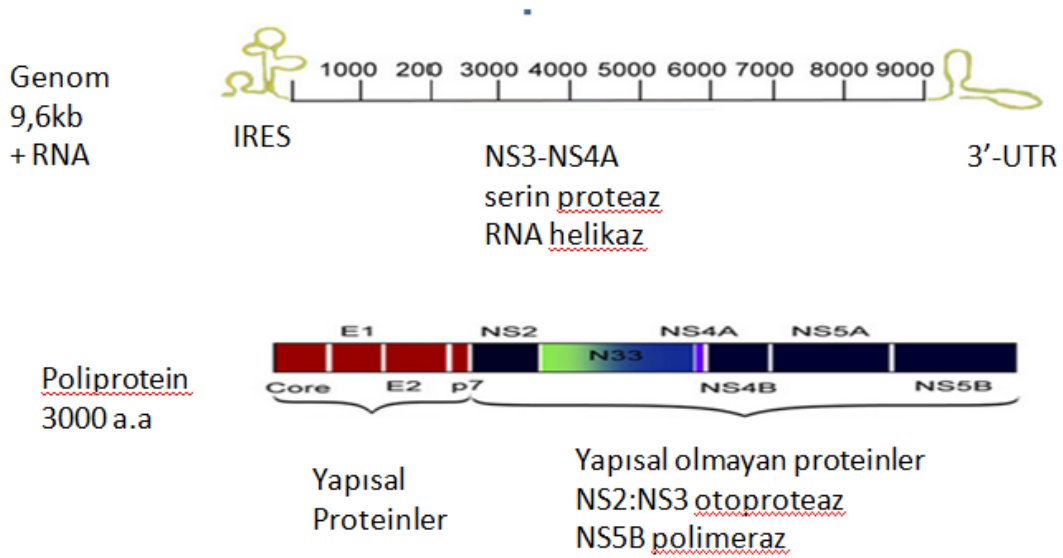 Genom
9,6kb
+ RNA
1000 200 3000 4000 5000 6000 7000 8000 9000
IRES
NS3-NS4A
serin proteaz
RNA helikaz
3’-UTR
E1 NS2 NS4A NS5A
N33
Core E2 p7 NS4B NS5B
Poliprotein
3000 a.a
Yapısal
Proteinler
Yapısal olmayan proteinler
NS2:NS3 otoproteaz
NS5B polimeraz